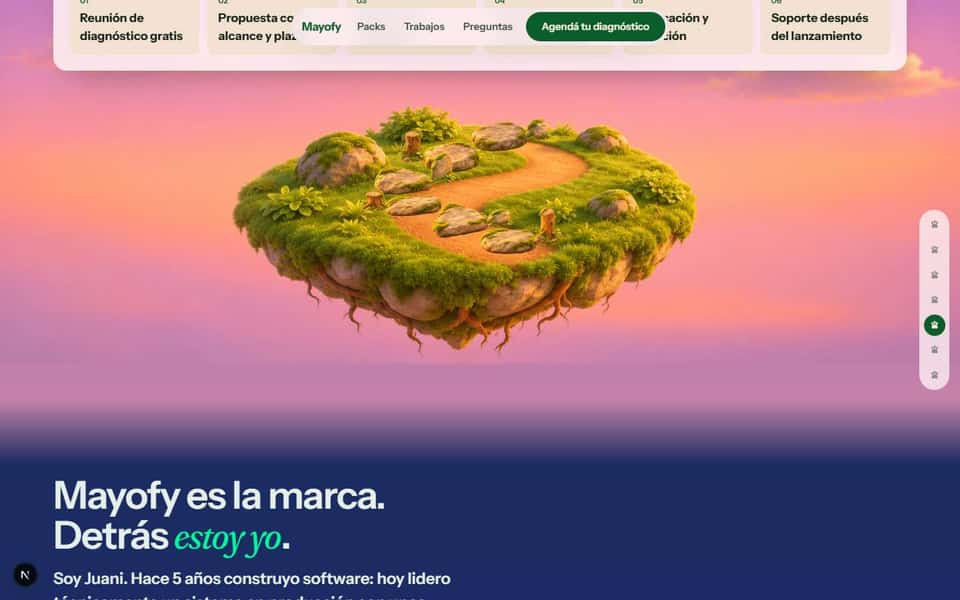 01
Reunión de
diagnóstico gratis
02
Propuesta co
alcance y plaz
03
04
05
cación y
ción
06
Soporte después
del lanzamiento
Mayofy
Packs
Trabajos
Preguntas
Agendá tu diagnóstico
Mayofy es la marca.
Detrás estoy yo.
Soy Juani. Hace 5 años construyo software: hoy lidero
N